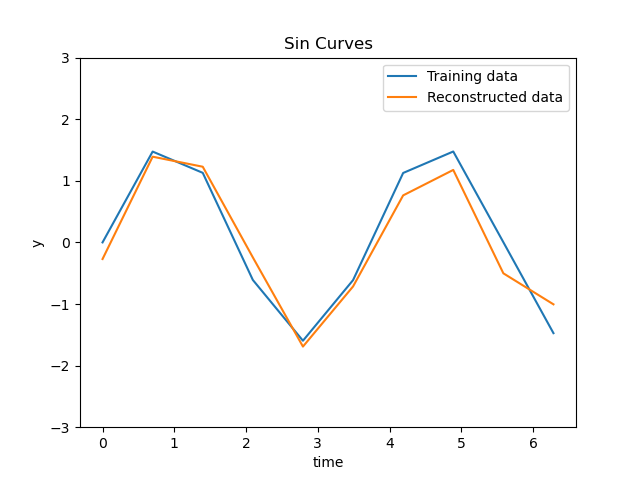 Sin Curves
Training data
Reconstructed data
3
2
1
0
−1
−2
−3
y
0 1 2 3 4 5 6
time